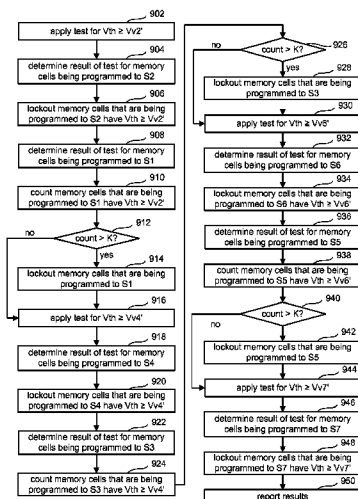 902
apply test for Vth ≥ Vv2'
904
determine result of test for memory
cells being programmed to S2
906
lockout memory cells that are being
programmed to S2 have Vth ≥ Vv2'
908
determine result of test for memory
cells being programmed to S1
910
count memory cells that are being
programmed to S1 have Vth ≥ Vv2'
912
no
count > K?
yes
914
lockout memory cells that are being
programmed to S1
916
apply test for Vth ≥ Vv4'
918
determine result of test for memory
cells being programmed to S4
920
lockout memory cells that are being
programmed to S4 have Vth ≥ Vv4'
922
determine result of test for memory
cells being programmed to S3
924
count memory cells that are being
programmed to S3 have Vth ≥ Vv4'
926
no
count > K?
yes
928
lockout memory cells that are being
programmed to S3
930
apply test for Vth ≥ Vv6'
932
determine result of test for memory
cells being programmed to S6
934
lockout memory cells that are being
programmed to S6 have Vth ≥ Vv6'
936
determine result of test for memory
cells being programmed to S5
938
count memory cells that are being
programmed to S5 have Vth ≥ Vv6'
940
count > K?
no
942
lockout memory cells that are being
programmed to S5
944
apply test for Vth ≥ Vv7'
946
determine result of test for memory
cells being programmed to S7
948
lockout memory cells that are being
programmed to S7 have Vth ≥ Vv7'
950
report results